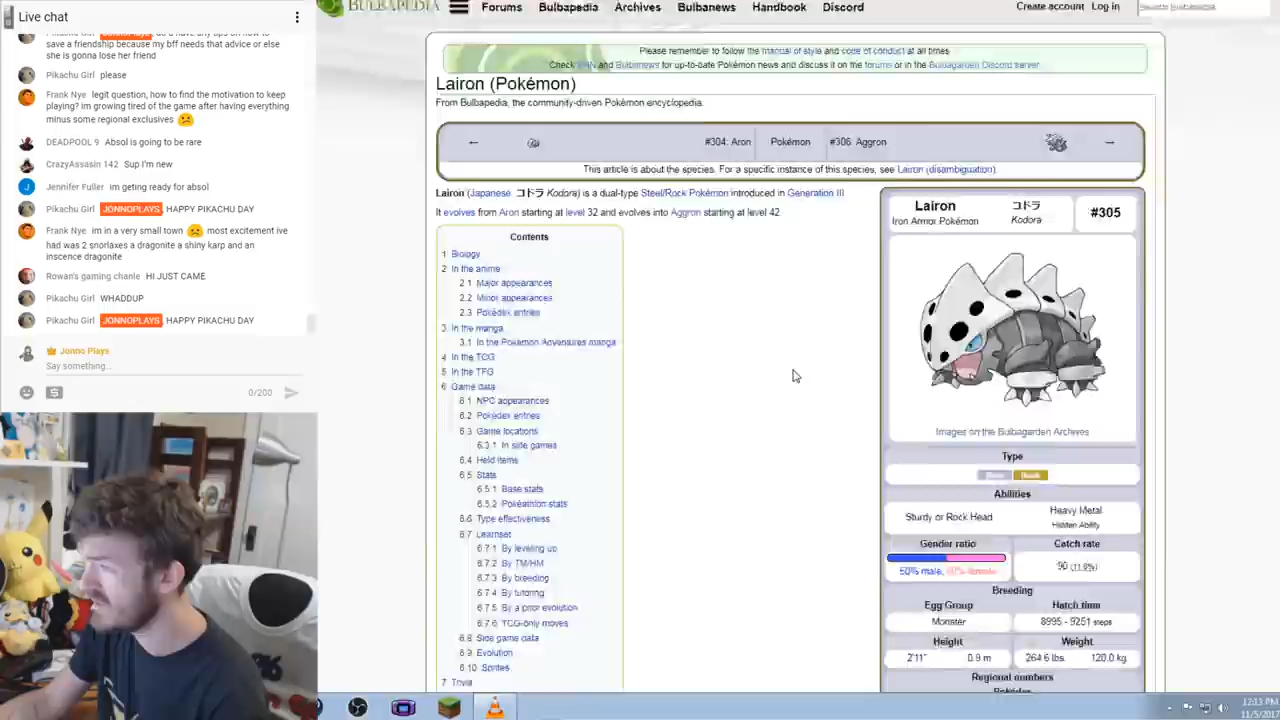 Live chat
JONNOPLAYS do u have any tips on how to
save a friendship because my bff needs that advice or else
she is gonna lose her friend
Pikachu Girl please
Frank Nye legit question, how to find the motivation to keep
playing? im growing tired of the game after having everything
minus some regional exclusives
DEADPOOL 9 Absol is going to be rare
CrazyAssasin 142 Sup I'm new
Jennifer Fuller im geting ready for absol
Pikachu Girl JONNOPLAYS HAPPY PIKACHU DAY
Frank Nye im in a very small town most excitement ive
had was 2 snorlaxes a dragonite a shiny karp and an
inscence dragonite
Rowan's gaming chanle HI JUST CAME
Pikachu Girl WHADDUP
Pikachu Girl JONNOPLAYS HAPPY PIKACHU DAY
Jonno Plays
Say something...
0/200
BULBAPEDIA
Forums Bulbapedia Archives Bulbanews Handbook Discord
Create account Log in
Please remember to follow the manual of style and code of conduct at all times
Check BNN and Bulbanews for up-to-date Pokémon news and discuss it on the forums or in the Bulbagarden Discord server
Lairon (Pokémon)
From Bulbapedia, the community-driven Pokémon encyclopedia.
← #304: Aron Pokémon #306: Aggron →
This article is about the species. For a specific instance of this species, see Lairon (disambiguation).
Lairon (Japanese コドラ Kodora) is a dual-type Steel/Rock Pokémon introduced in Generation III
It evolves from Aron starting at level 32 and evolves into Aggron starting at level 42
Contents
1 Biology
2 In the anime
2.1 Major appearances
2.2 Minor appearances
2.3 Pokédex entries
3 In the manga
3.1 In the Pokémon Adventures manga
4 In the TCG
5 In the TFG
6 Game data
6.1 NPC appearances
6.2 Pokédex entries
6.3 Game locations
6.3.1 In side games
6.4 Held items
6.5 Stats
6.5.1 Base stats
6.5.2 Pokéathlon stats
6.6 Type effectiveness
6.7 Learnset
6.7.1 By leveling up
6.7.2 By TM/HM
6.7.3 By breeding
6.7.4 By tutoring
6.7.5 By a prior evolution
6.7.6 TCG-only moves
6.8 Side game data
6.9 Evolution
6.10 Sprites
7 Trivia
Lairon
Iron Armor Pokémon
コドラ
Kodora
#305
Images on the Bulbagarden Archives
Type
Steel Rock
Abilities
Sturdy or Rock Head
Heavy Metal
Hidden Ability
Gender ratio
50% male, 50% female
Catch rate
90 (11.8%)
Breeding
Egg Group
Monster
Hatch time
8995 - 9251 steps
Height
2'11" 0.9 m
Weight
264.6 lbs. 120.0 kg
Regional numbers
12:13 PM
11/5/2017